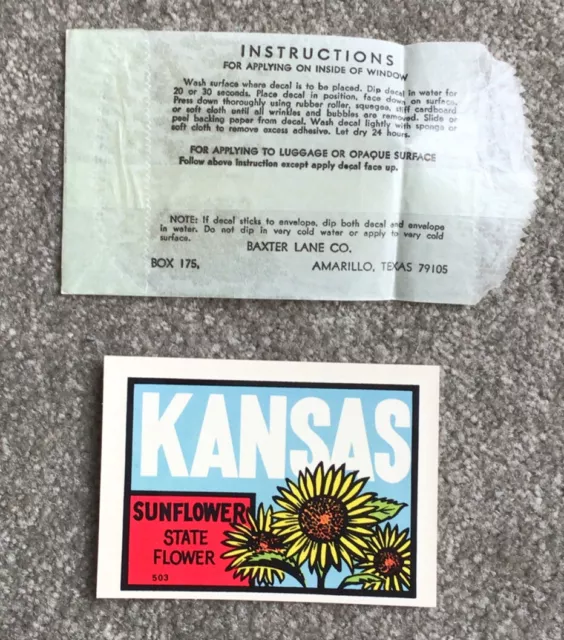 INSTRUCTIONS
FOR APPLYING ON INSIDE OF WINDOW
Wash surface where decal is to be placed. Dip decal in water for
20 or 30 seconds. Place decal in position, face down on surface.
Press down thoroughly using rubber roller, squegee, stiff cardboard
or soft cloth until all wrinkles and bubbles are removed. Slide or
peel backing paper from decal. Wash decal lightly with sponge or
soft cloth to remove excess adhesive. Let dry 24 hours.
FOR APPLYING TO LUGGAGE OR OPAQUE SURFACE
Follow above instruction except apply decal face up.
NOTE: If decal sticks to envelope, dip both decal and envelope
in water. Do not dip in very cold water or apply to very cold
surface.
BAXTER LANE CO.
BOX 175, AMARILLO, TEXAS 79105
KANSAS
SUNFLOWER
STATE
FLOWER
503